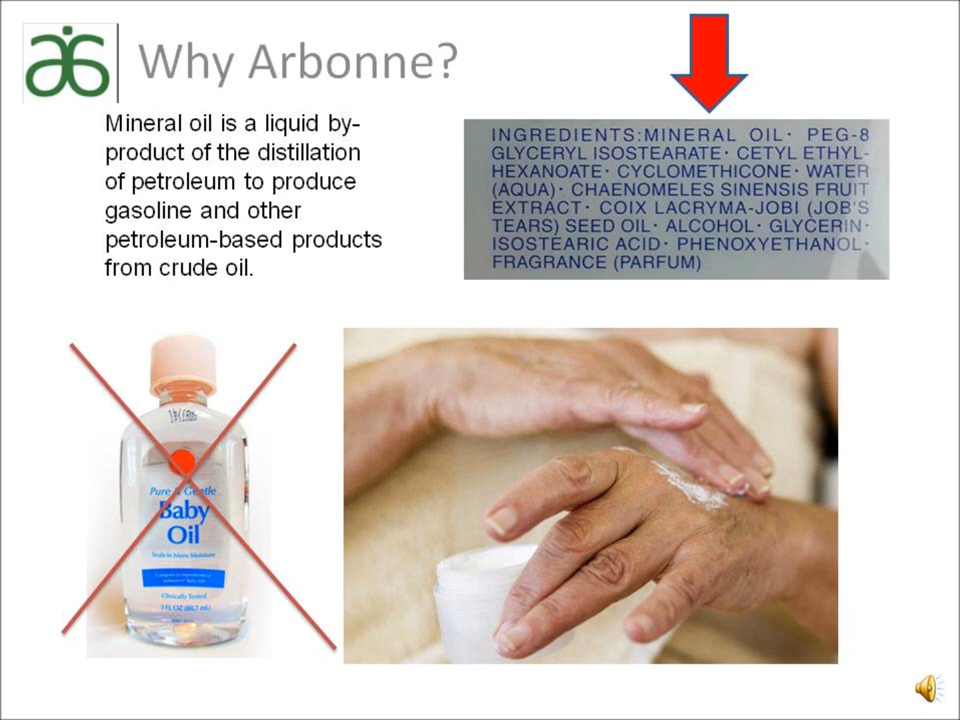 Why Arbonne?
Mineral oil is a liquid by-
product of the distillation
of petroleum to produce
gasoline and other
petroleum-based products
from crude oil.
INGREDIENTS:MINERAL OIL· PEG-8
GLYCERYL ISOSTEARATE· CETYL ETHYL-
HEXANOATE· CYCLOMETHICONE· WATER
(AQUA)· CHAENOMELES SINENSIS FRUIT
EXTRACT· COIX LACRYMA-JOBI (JOB'S
TEARS) SEED OIL· ALCOHOL· GLYCERIN·
ISOSTEARIC ACID· PHENOXYETHANOL·
FRAGRANCE (PARFUM)
Pure & Gentle
Baby
Oil
Seals in More Moisture
Clinically Tested
3 FL OZ (88.7 mL)